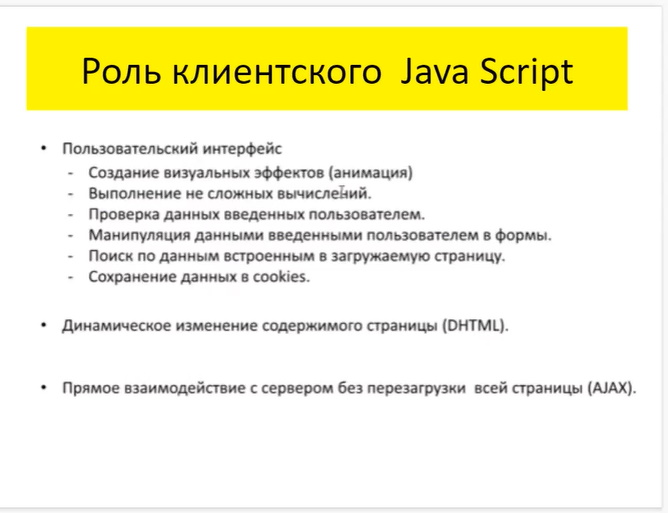 Роль клиентского Java Script
• Пользовательский интерфейс
- Создание визуальных эффектов (анимация)
- Выполнение не сложных вычислений.
- Проверка данных введенных пользователем.
- Манипуляция данными введенными пользователем в формы.
- Поиск по данным встроенным в загружаемую страницу.
- Сохранение данных в cookies.
• Динамическое изменение содержимого страницы (DHTML).
• Прямое взаимодействие с сервером без перезагрузки всей страницы (AJAX).